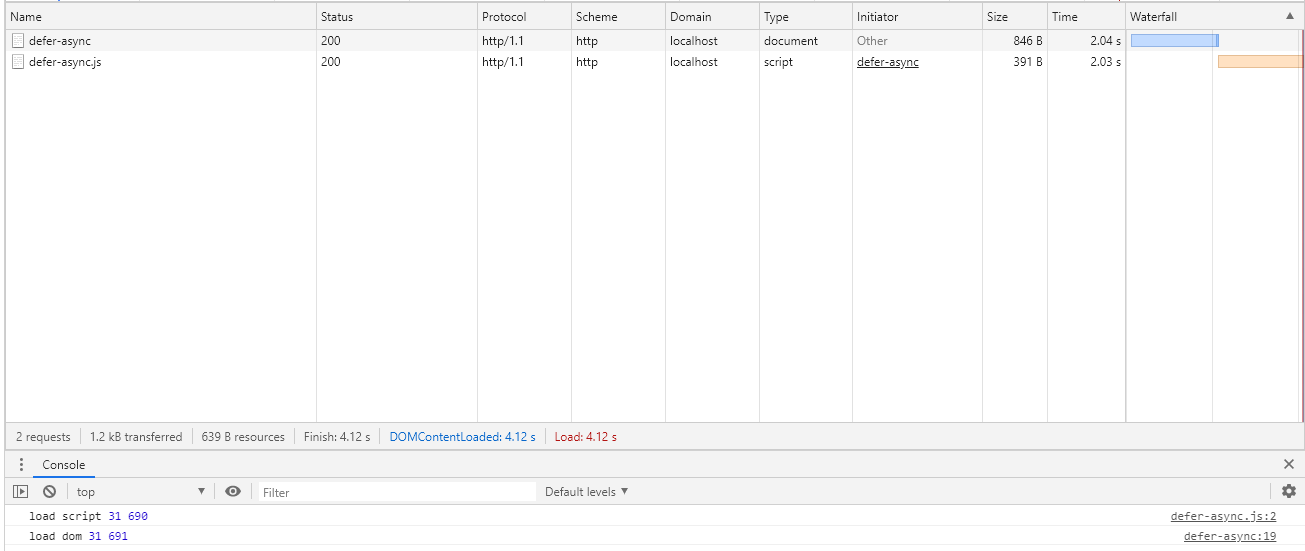 Name Status Protocol Scheme Domain Type Initiator Size Time Waterfall ▲
defer-async 200 http/1.1 http localhost document Other 846 B 2.04 s
defer-async.js 200 http/1.1 http localhost script defer-async 391 B 2.03 s
2 requests 1.2 kB transferred 639 B resources Finish: 4.12 s DOMContentLoaded: 4.12 s Load: 4.12 s
Console
top ▼ Filter Default levels ▼
load script 31 690 defer-async.js:2
load dom 31 691 defer-async:19